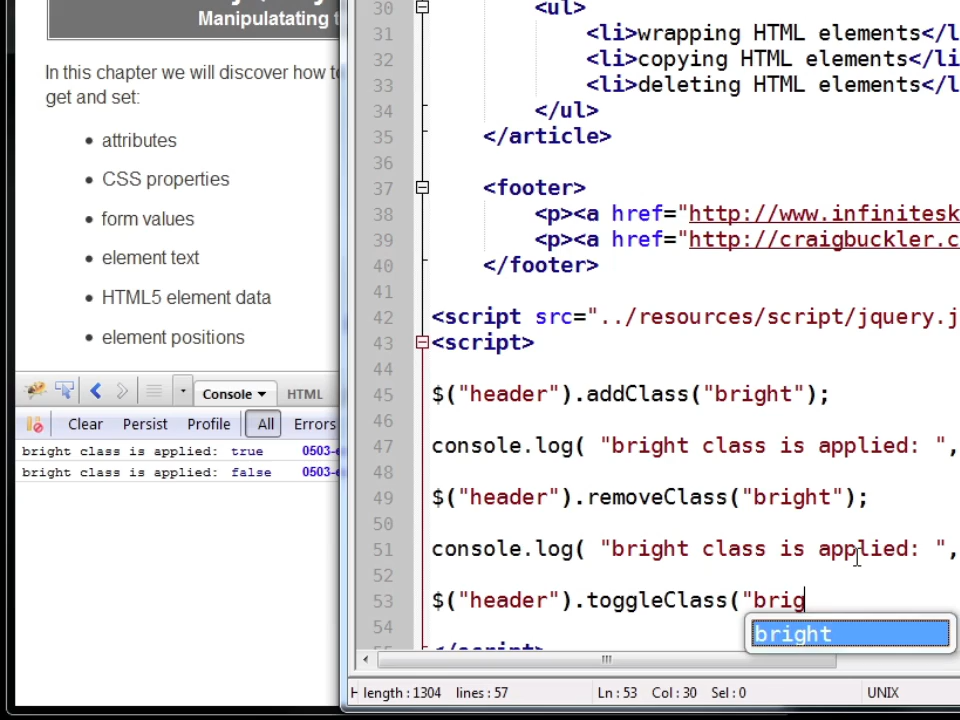 Manipulatating t
In this chapter we will discover how to
get and set:
attributes
CSS properties
form values
element text
HTML5 element data
element positions
Console
HTML
Clear
Persist
Profile
All
Errors
bright class is applied: true 0503-e
bright class is applied: false 0503-e
30 <ul>
31 <li>wrapping HTML elements</l
32 <li>copying HTML elements</li
33 <li>deleting HTML elements</l
34 </ul>
35 </article>
36
37 <footer>
38 <p><a href="http://www.infinitesk
39 <p><a href="http://craigbuckler.c
40 </footer>
41
42 <script src="../resources/script/jquery.j
43 <script>
44
45 $("header").addClass("bright");
46
47 console.log( "bright class is applied: ",
48
49 $("header").removeClass("bright");
50
51 console.log( "bright class is applied: ",
52
53 $("header").toggleClass("brig
bright
54
</script>
H length : 1304 lines : 57 Ln : 53 Col : 30 Sel : 0 UNIX